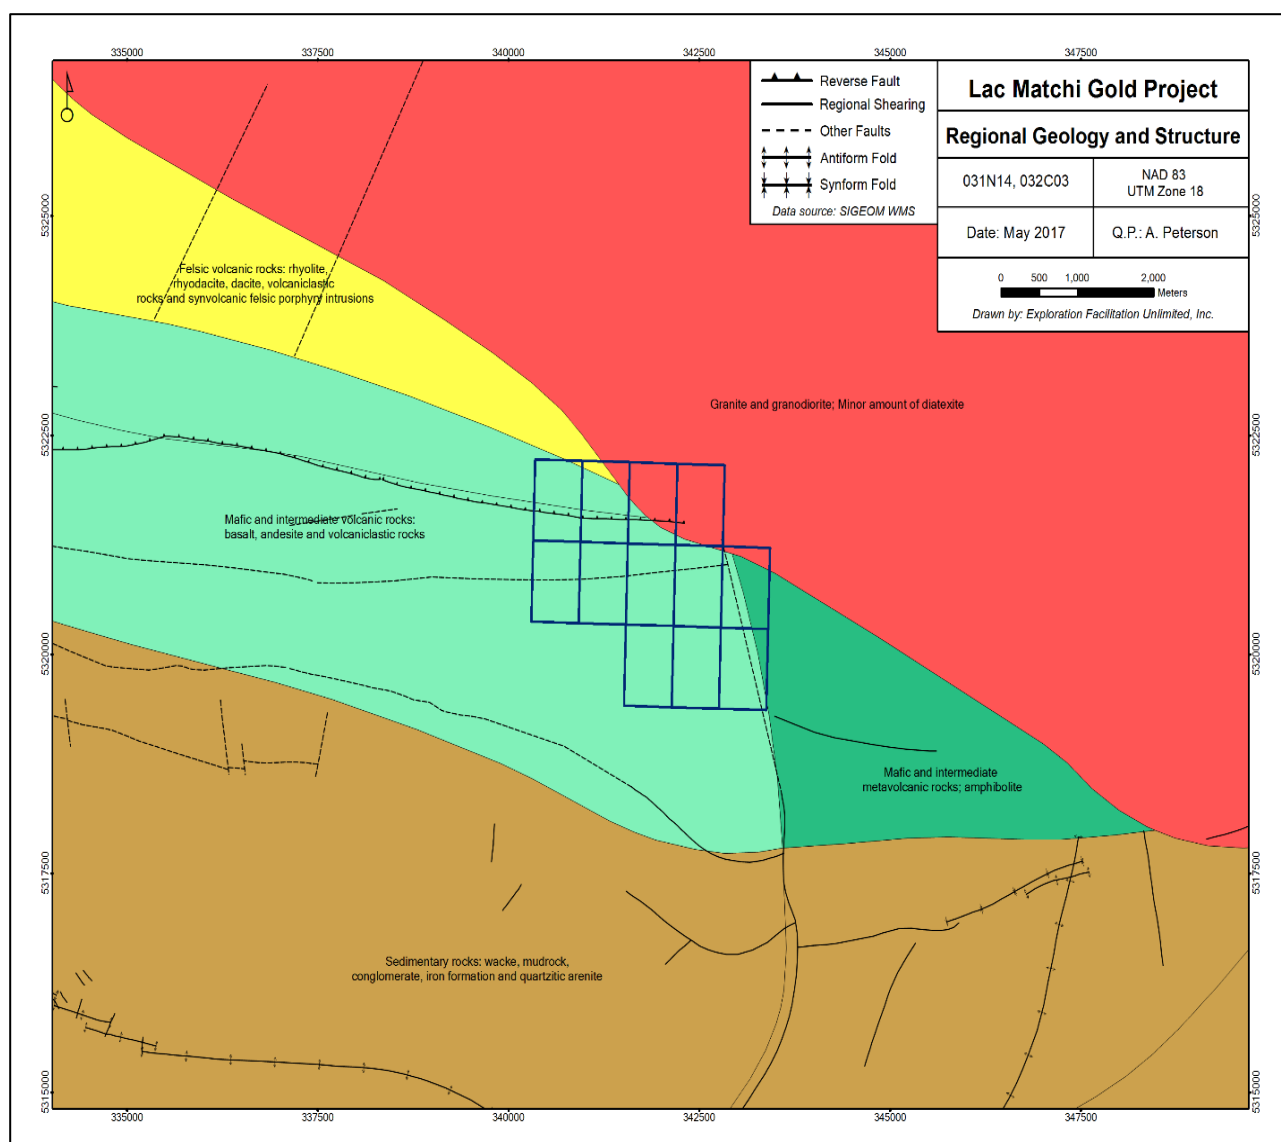 335000 337500 340000 342500 345000 347500
Reverse Fault
Regional Shearing
Other Faults
Antiform Fold
Synform Fold
Data source: SIGEOM WMS
Lac Matchi Gold Project
Regional Geology and Structure
031N14, 032C03
NAD 83
UTM Zone 18
Date: May 2017
Q.P.: A. Peterson
0 500 1,000 2,000
Meters
Drawn by: Exploration Facilitation Unlimited, Inc.
5325000
5325000
Felsic volcanic rocks: rhyolite,
rhyodacite, dacite, volcaniclastic
rocks and synvolcanic felsic porphyry intrusions
Granite and granodiorite; Minor amount of diatexite
5322500
5322500
Mafic and intermediate volcanic rocks:
basalt, andesite and volcaniclastic rocks
5320000
5320000
Mafic and intermediate
metavolcanic rocks; amphibolite
5317500
5317500
Sedimentary rocks: wacke, mudrock,
conglomerate, iron formation and quartzitic arenite
5315000
5315000
335000 337500 340000 342500 345000 347500